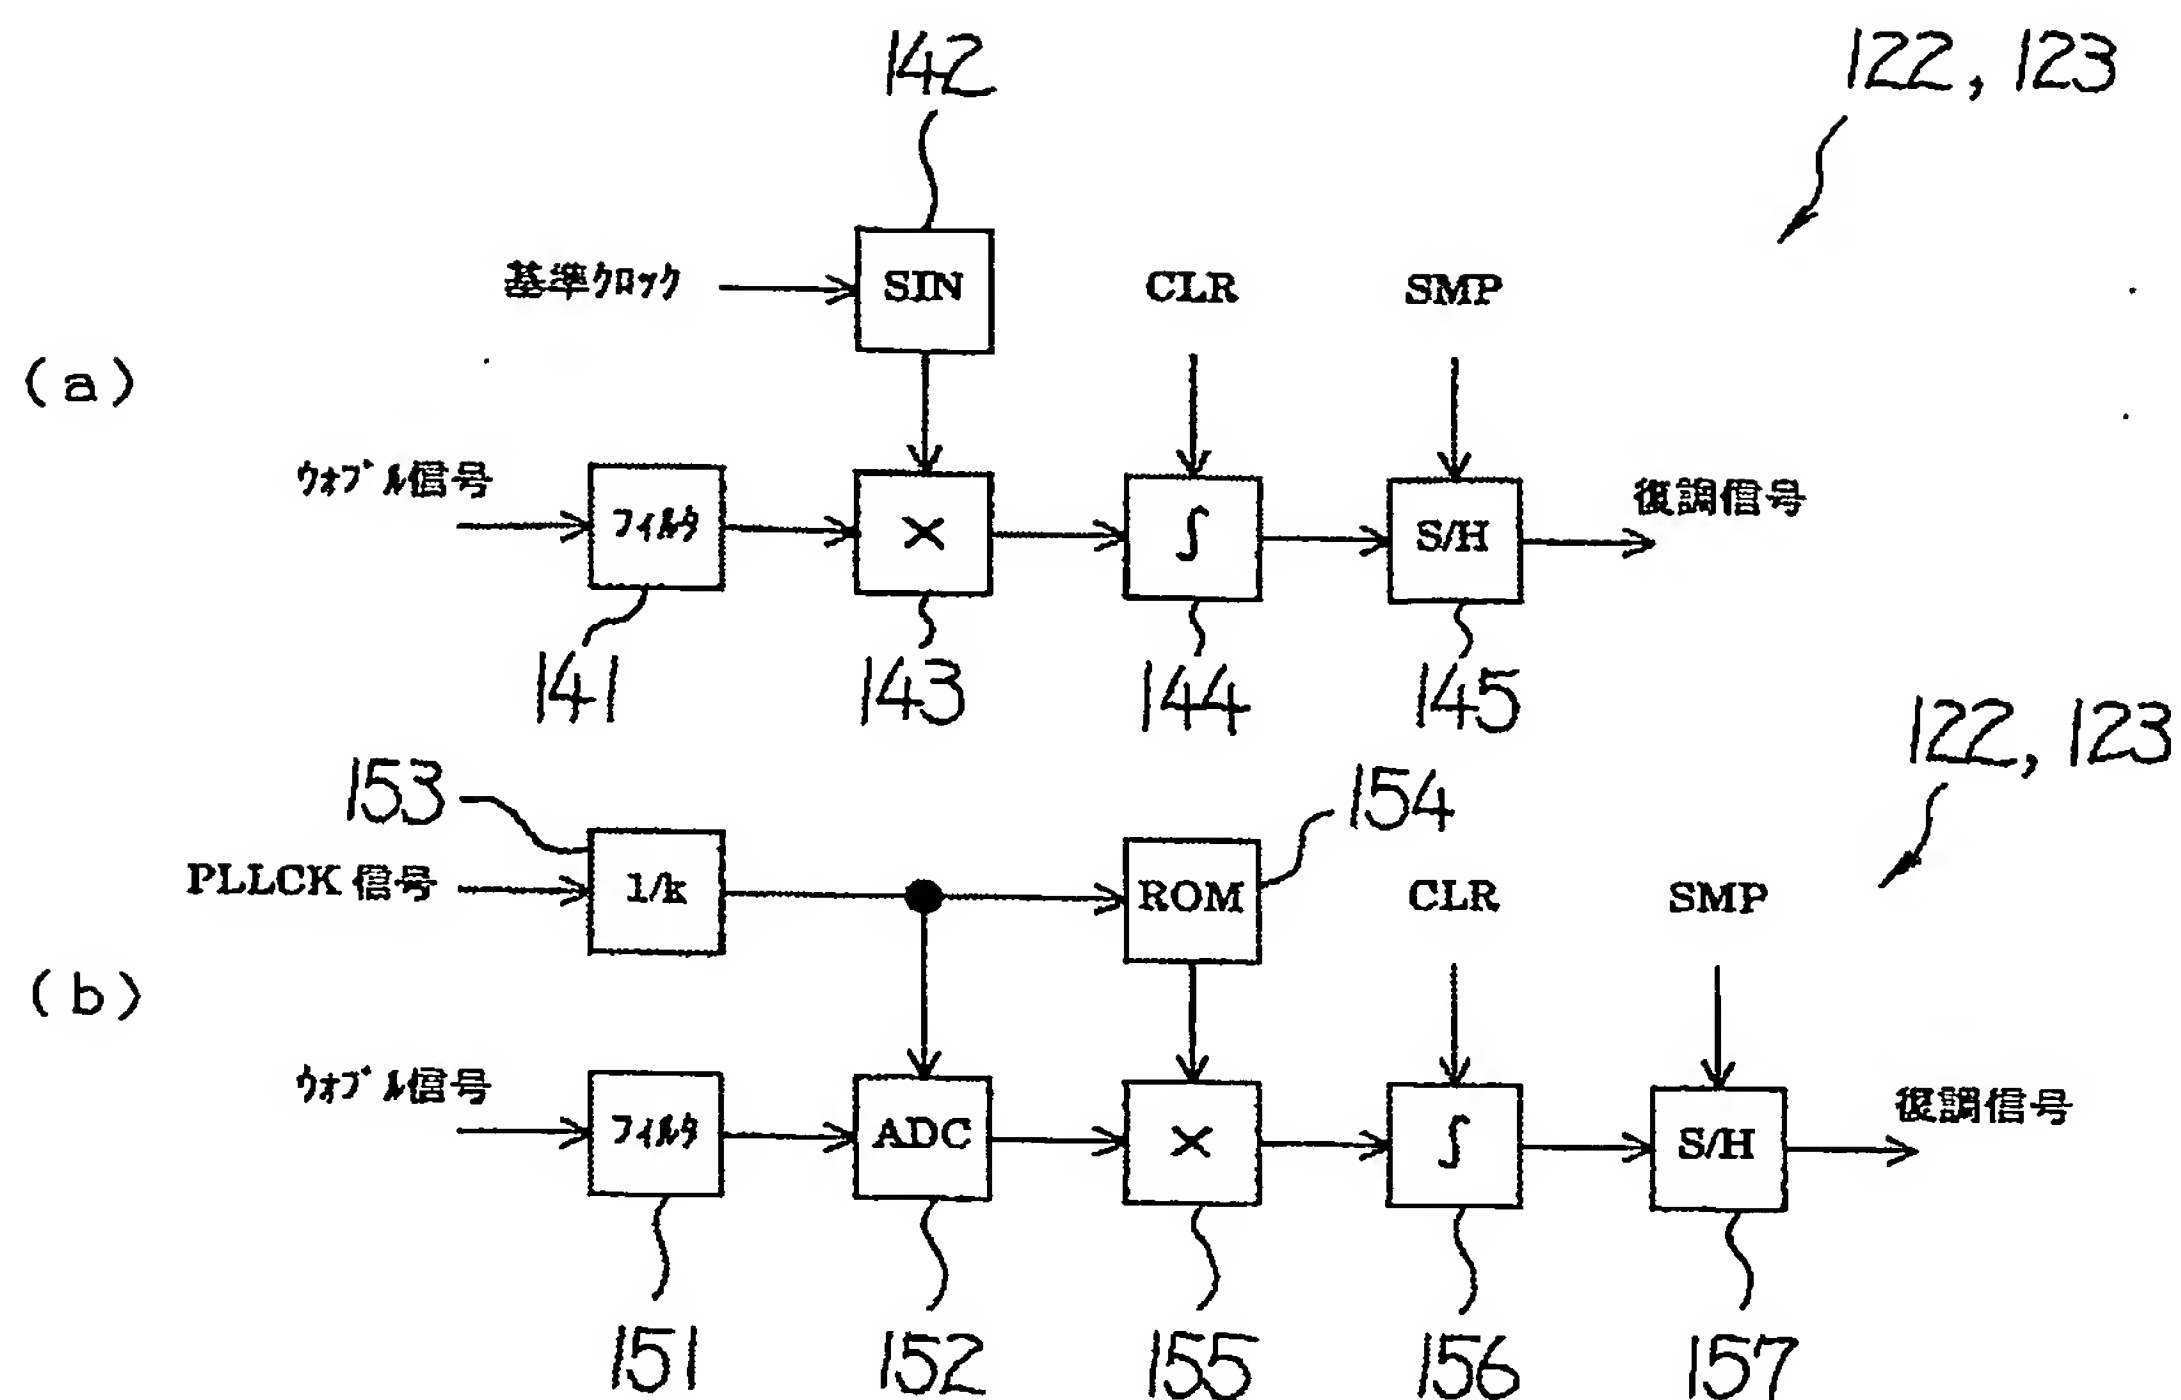 142
122, 123
基準クロック
SIN
CLR
SMP
(a)
ウォブル信号
フィルタ
×
∫
S/H
復調信号
141
143
144
145
122, 123
153
154
PLLCK 信号
1/k
ROM
CLR
SMP
(b)
ウォブル信号
フィルタ
ADC
×
∫
S/H
復調信号
151
152
155
156
157